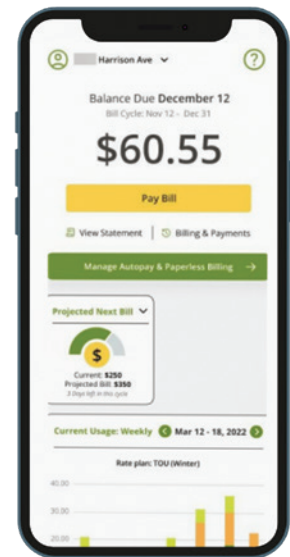 Harrison Ave
?
Balance Due December 12
Bill Cycle: Nov 12 - Dec 31
$60.55
Pay Bill
View Statement | Billing & Payments
Manage Autopay & Paperless Billing →
Projected Next Bill
$
Current: $250
Projected Bill: $350
3 Days left in this cycle
Current Usage: Weekly Mar 12 - 18, 2022
Rate plan: TOU (Winter)
40.00
30.00
20.00